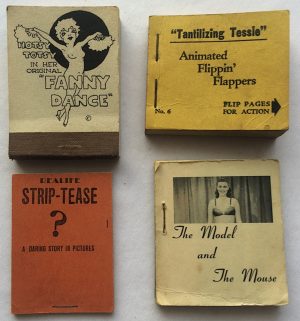 HOTSY
TOTSY
IN HER
ORIGINAL
"FANNY
DANCE"
©
"Tantilizing Tessie"
Animated
Flippin'
Flappers
No. 6
FLIP PAGES
FOR ACTION
REALIFE
STRIP-TEASE
?
A DARING STORY IN PICTURES
The Model
and
The Mouse